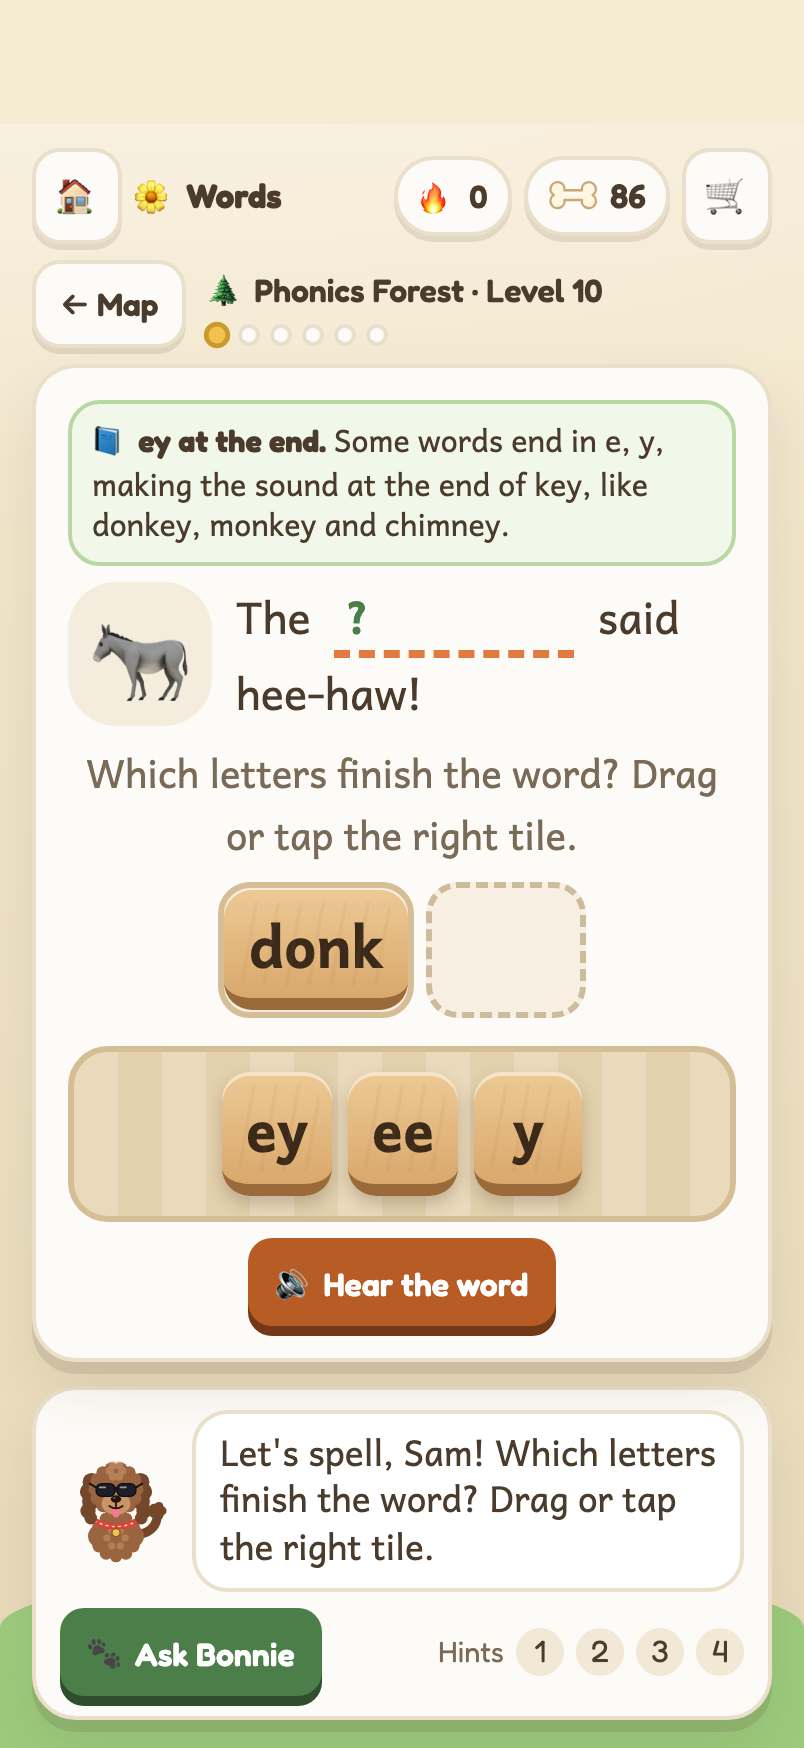 Words
0
86
← Map
Phonics Forest · Level 10
ey at the end. Some words end in e, y,
making the sound at the end of key, like
donkey, monkey and chimney.
The ? said
hee-haw!
Which letters finish the word? Drag
or tap the right tile.
donk
ey ee y
Hear the word
Let's spell, Sam! Which letters
finish the word? Drag or tap
the right tile.
Ask Bonnie
Hints 1 2 3 4